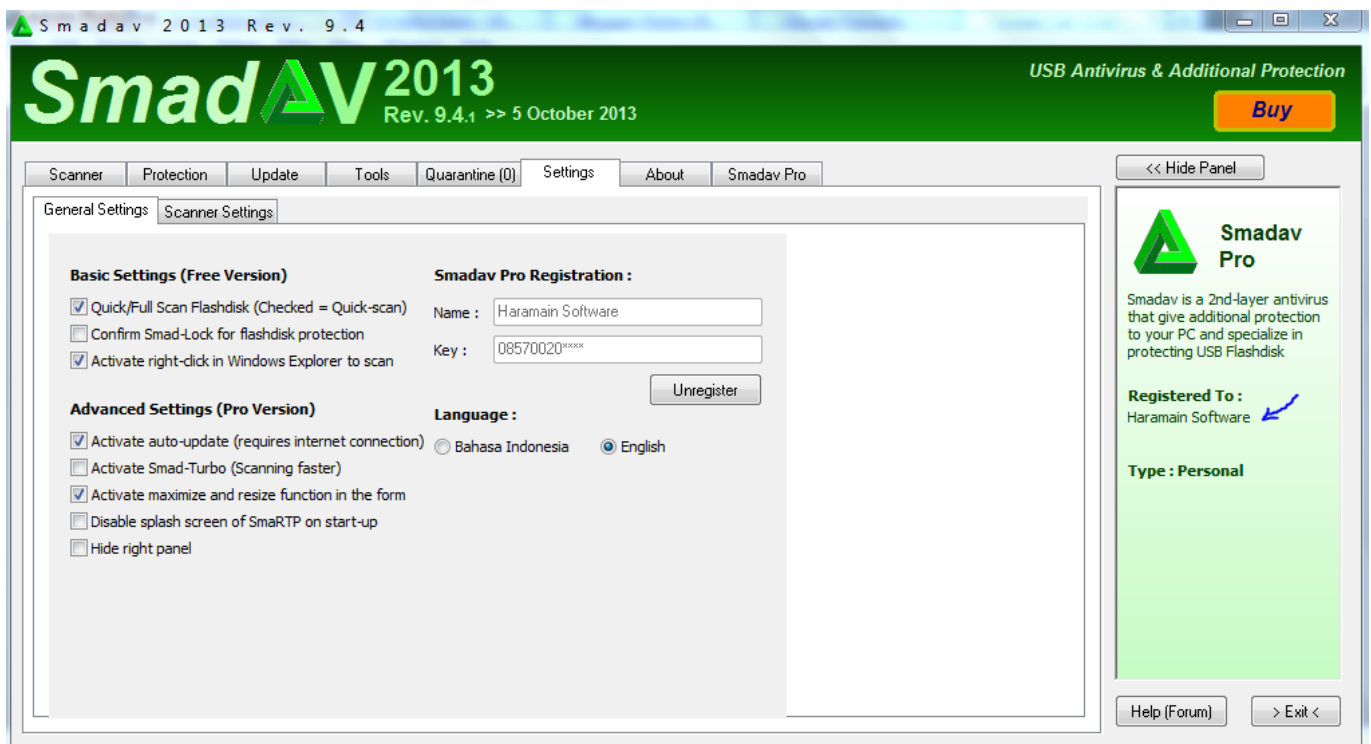 Smadav 2013 Rev. 9.4
SmadAV 2013
Rev. 9.4.1 >> 5 October 2013
USB Antivirus & Additional Protection
Buy
Scanner
Protection
Update
Tools
Quarantine (0)
Settings
About
Smadav Pro
<< Hide Panel
General Settings
Scanner Settings
Basic Settings (Free Version)
Quick/Full Scan Flashdisk (Checked = Quick-scan)
Confirm Smad-Lock for flashdisk protection
Activate right-click in Windows Explorer to scan
Advanced Settings (Pro Version)
Activate auto-update (requires internet connection)
Activate Smad-Turbo (Scanning faster)
Activate maximize and resize function in the form
Disable splash screen of SmaRTP on start-up
Hide right panel
Smadav Pro Registration :
Name : Haramain Software
Key : 08570020****
Unregister
Language :
Bahasa Indonesia
English
Smadav
Pro
Smadav is a 2nd-layer antivirus
that give additional protection
to your PC and specialize in
protecting USB Flashdisk
Registered To :
Haramain Software
Type : Personal
Help (Forum)
> Exit <